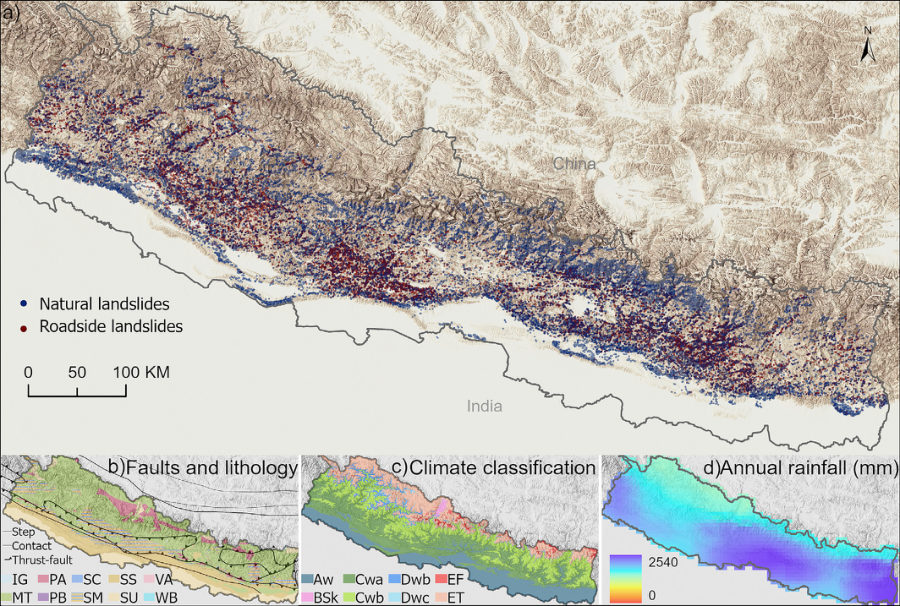 a)
N
China
Natural landslides
Roadside landslides
0 50 100 KM
India
b)Faults and lithology
Step
Contact
Thrust-fault
IG PA SC SS VA
MT PB SM SU WB
c)Climate classification
Aw Cwa Dwb EF
BSk Cwb Dwc ET
d)Annual rainfall (mm)
2540
0